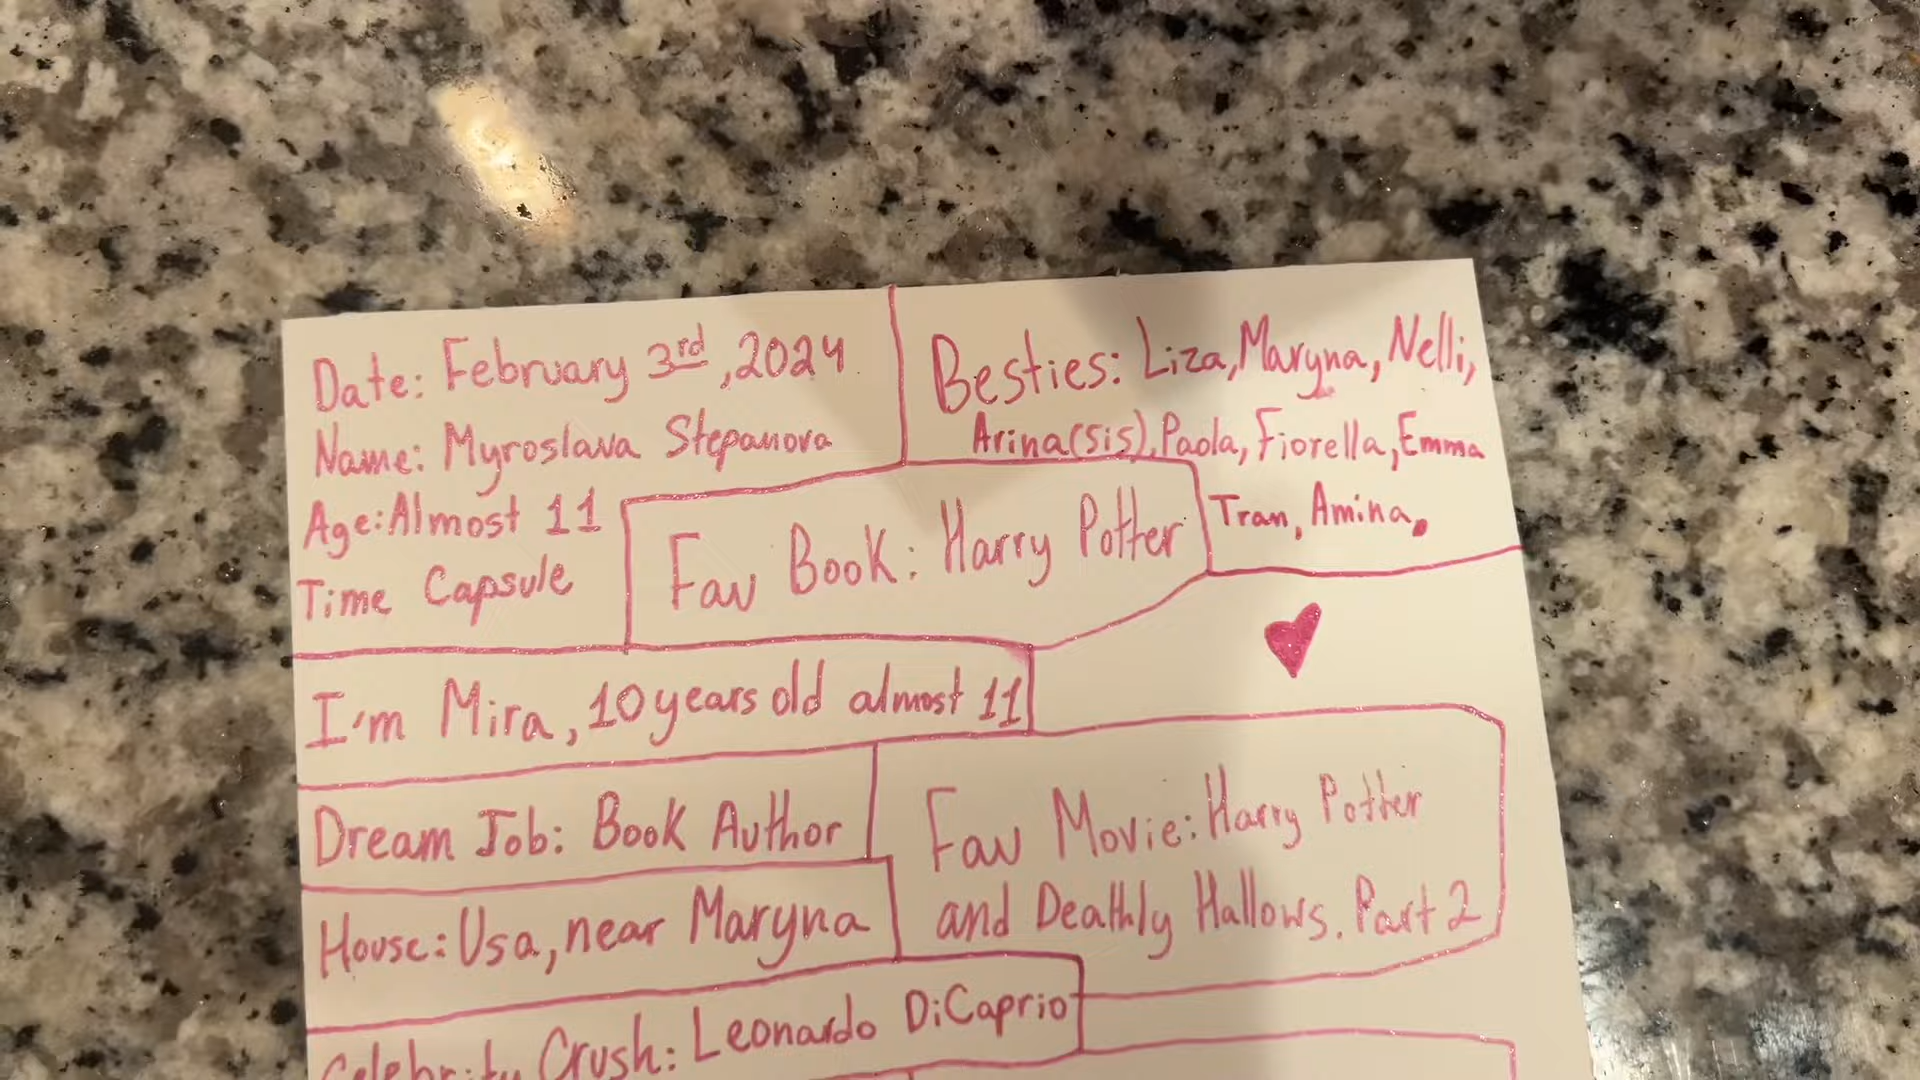 Date: February 3rd, 2024
Name: Myroslava Stepanova
Age: Almost 11
Time Capsule
Besties: Liza, Maryna, Nelli,
Arina(sis), Paola, Fiorella, Emma
Tran, Amina,
Fav Book: Harry Potter
I'm Mira, 10 years old almost 11
Dream Job: Book Author
Fav Movie: Harry Potter
and Deathly Hallows. Part 2
House: Usa, near Maryna
Celebrity Crush: Leonardo DiCaprio